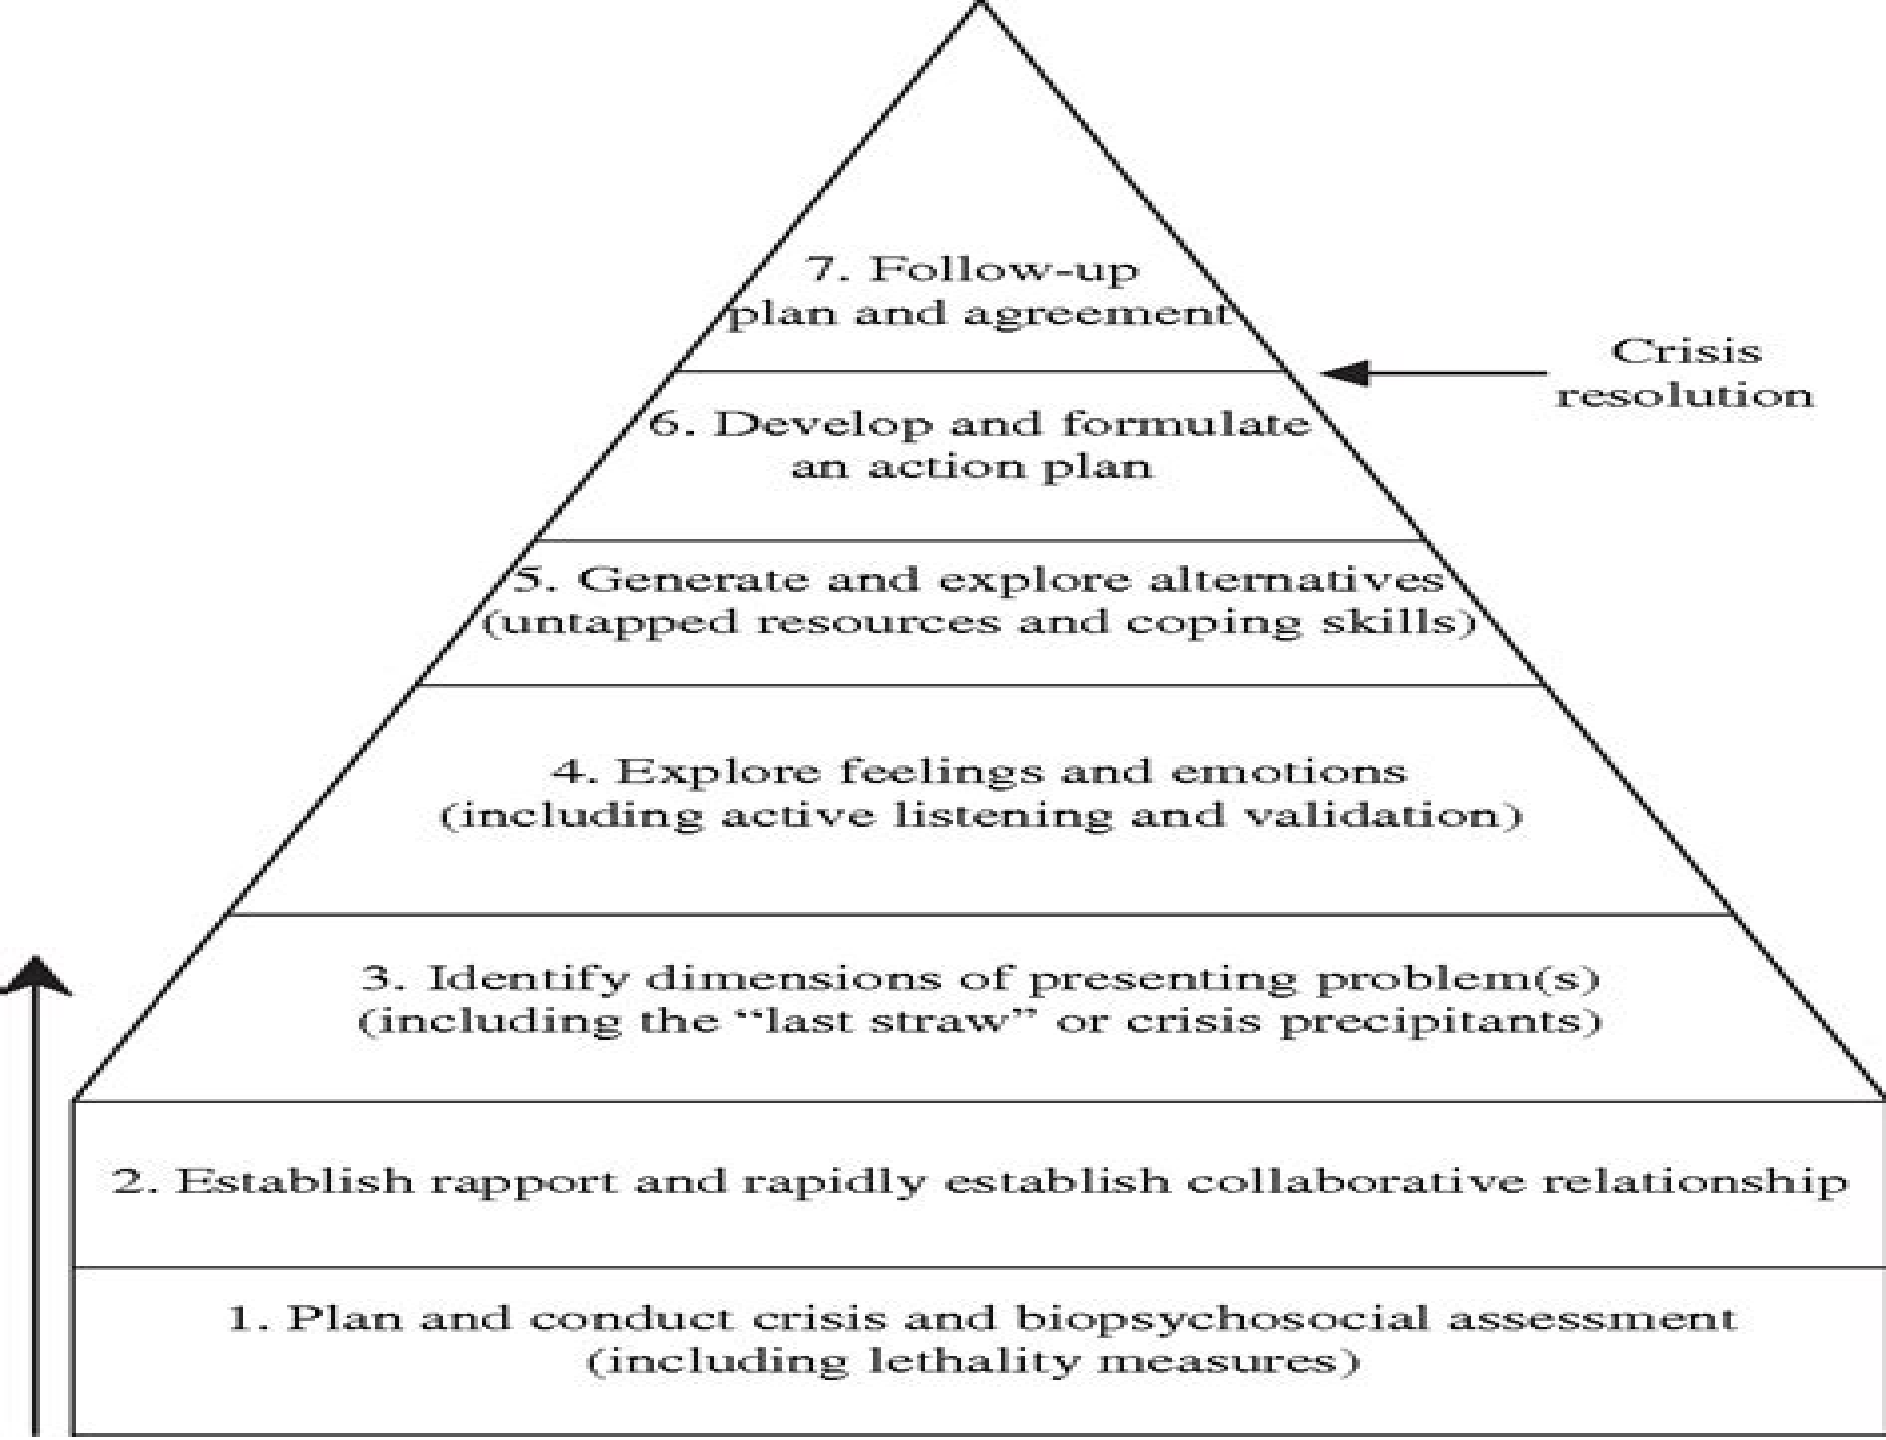 7. Follow-up
plan and agreement
Crisis
resolution
6. Develop and formulate
an action plan
5. Generate and explore alternatives
(untapped resources and coping skills)
4. Explore feelings and emotions
(including active listening and validation)
3. Identify dimensions of presenting problem(s)
(including the “last straw” or crisis precipitants)
2. Establish rapport and rapidly establish collaborative relationship
1. Plan and conduct crisis and biopsychosocial assessment
(including lethality measures)